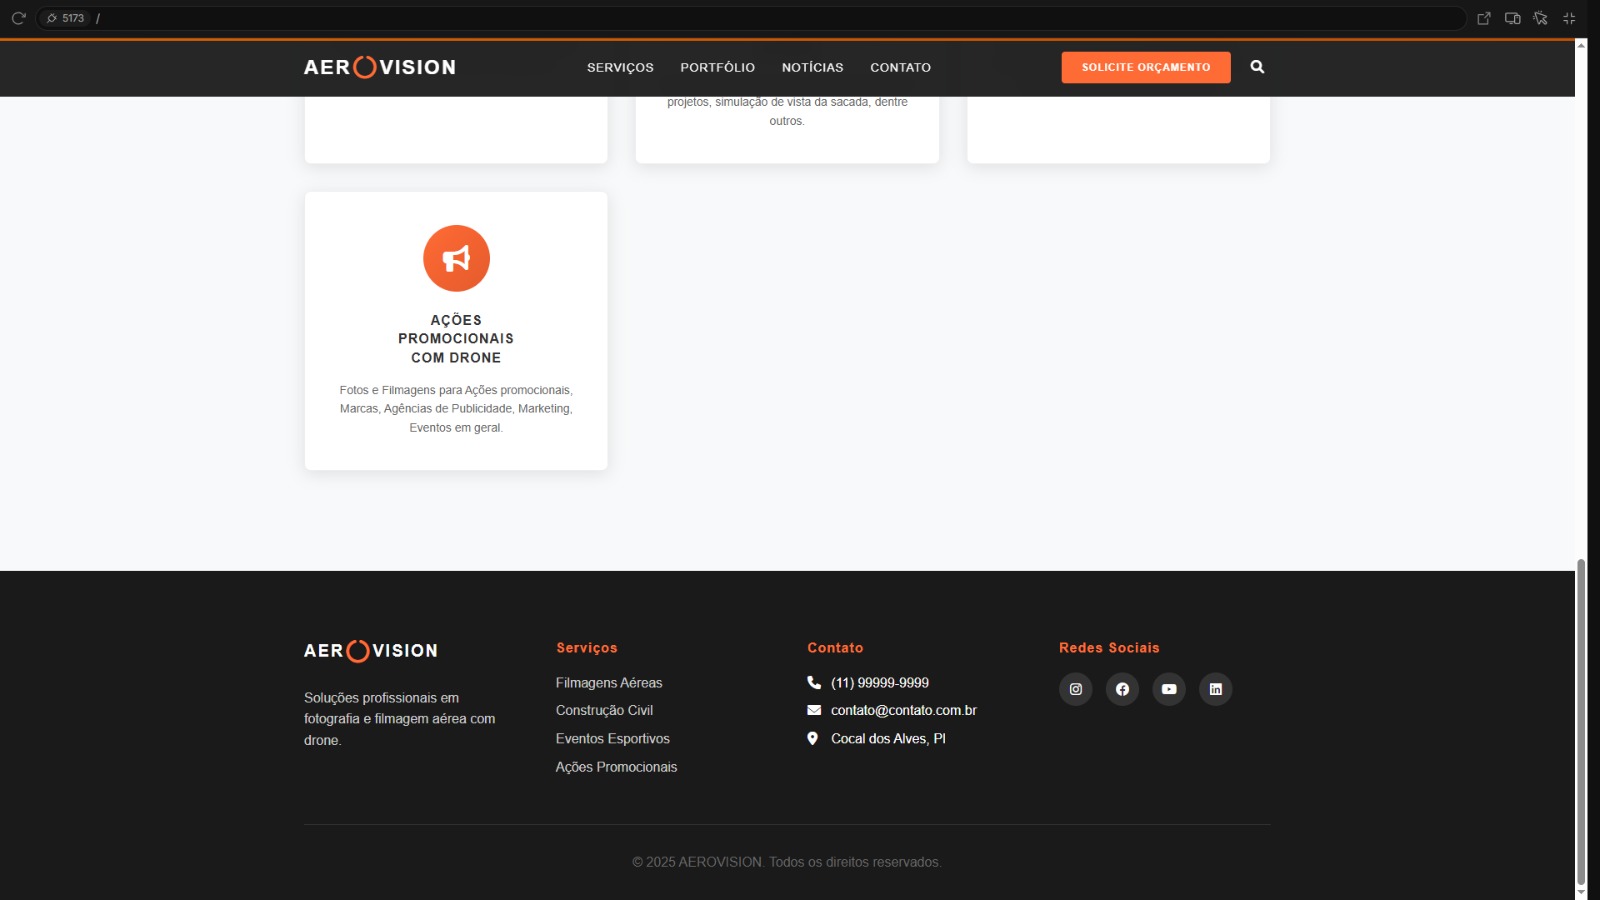 5173 /
AEROVISION
SERVIÇOS
PORTFÓLIO
NOTÍCIAS
CONTATO
SOLICITE ORÇAMENTO
projetos, simulação de vista da sacada, dentre
outros.
AÇÕES
PROMOCIONAIS
COM DRONE
Fotos e Filmagens para Ações promocionais,
Marcas, Agências de Publicidade, Marketing,
Eventos em geral.
AEROVISION
Soluções profissionais em
fotografia e filmagem aérea com
drone.
Serviços
Filmagens Aéreas
Construção Civil
Eventos Esportivos
Ações Promocionais
Contato
(11) 99999-9999
contato@contato.com.br
Cocal dos Alves, PI
Redes Sociais
© 2025 AEROVISION. Todos os direitos reservados.